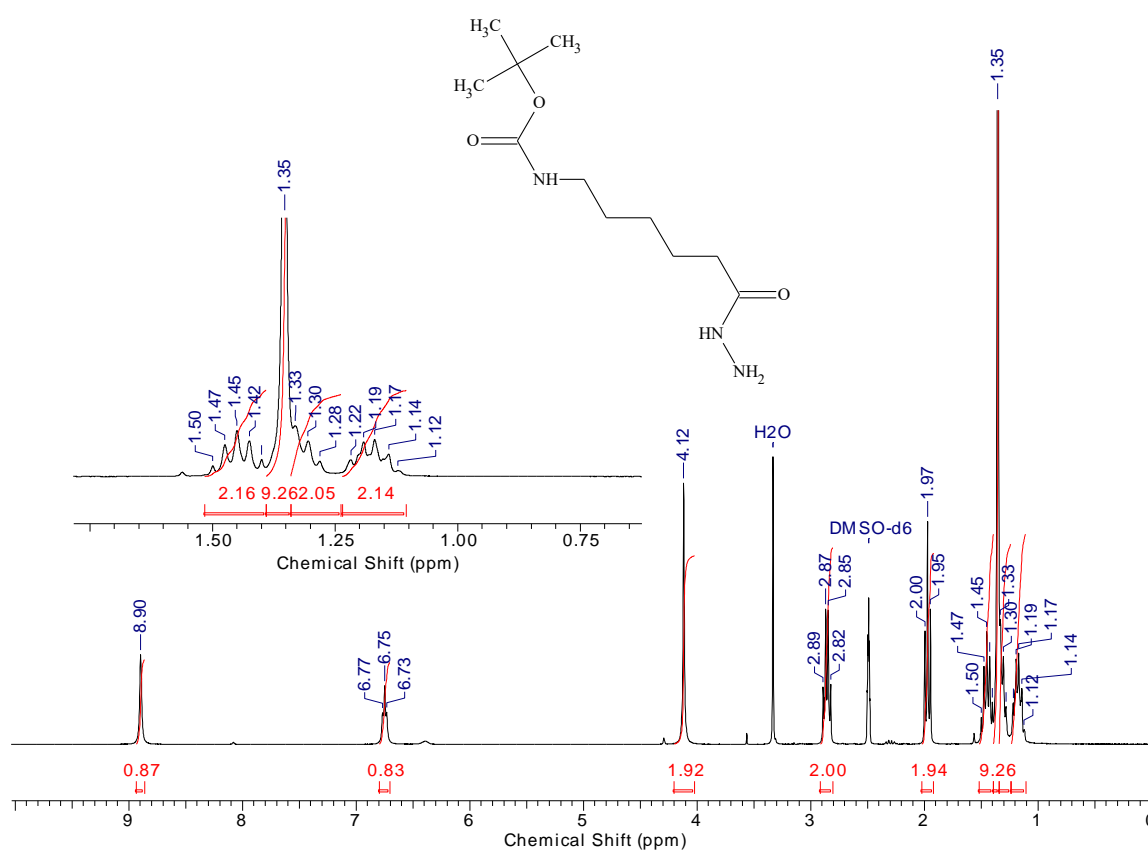 H₃C
CH₃
H₃C
O
O
NH
O
HN
NH₂
1.35
1.50
1.47
1.45
1.42
1.33
1.30
1.28
1.22
1.19
1.17
1.14
1.12
2.16 9.26 2.05 2.14
1.50 1.25 1.00 0.75
Chemical Shift (ppm)
8.90
6.77
6.75
6.73
4.12
H2O
2.89
2.87
2.85
2.82
DMSO-d6
2.00
1.97
1.95
1.50
1.47
1.45
1.35
1.33
1.30
1.19
1.17
1.14
1.12
0.87 0.83 1.92 2.00 1.94 9.26
9 8 7 6 5 4 3 2 1 0
Chemical Shift (ppm)